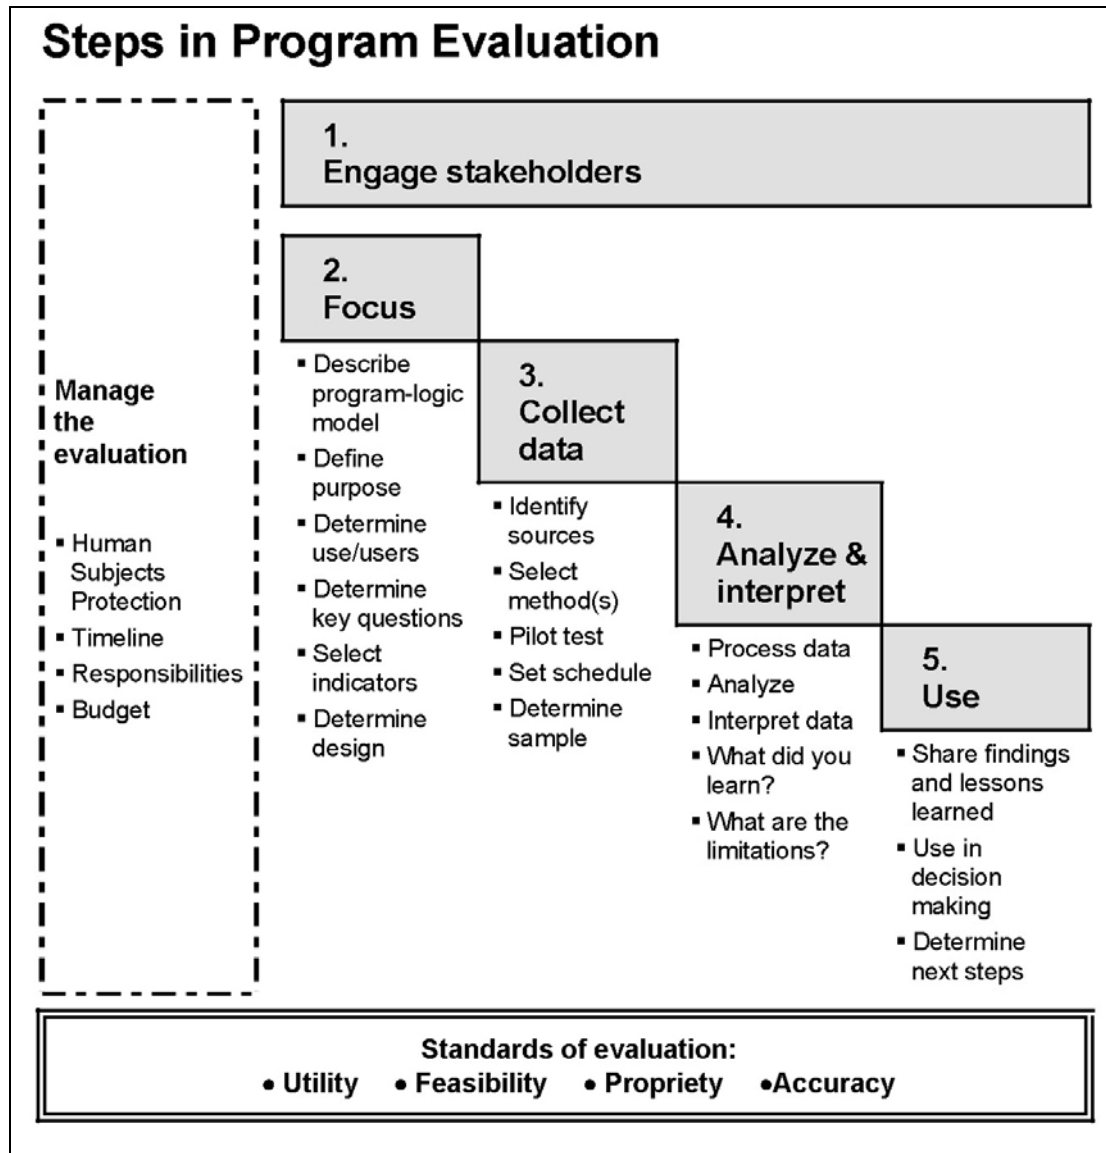 Steps in Program Evaluation
Manage
the
evaluation
▪ Human
Subjects
Protection
▪ Timeline
▪ Responsibilities
▪ Budget
1.
Engage stakeholders
2.
Focus
▪ Describe
program-logic
model
▪ Define
purpose
▪ Determine
use/users
▪ Determine
key questions
▪ Select
indicators
▪ Determine
design
3.
Collect
data
▪ Identify
sources
▪ Select
method(s)
▪ Pilot test
▪ Set schedule
▪ Determine
sample
4.
Analyze &
interpret
▪ Process data
▪ Analyze
▪ Interpret data
▪ What did you
learn?
▪ What are the
limitations?
5.
Use
▪ Share findings
and lessons
learned
▪ Use in
decision
making
▪ Determine
next steps
Standards of evaluation:
• Utility • Feasibility • Propriety •Accuracy